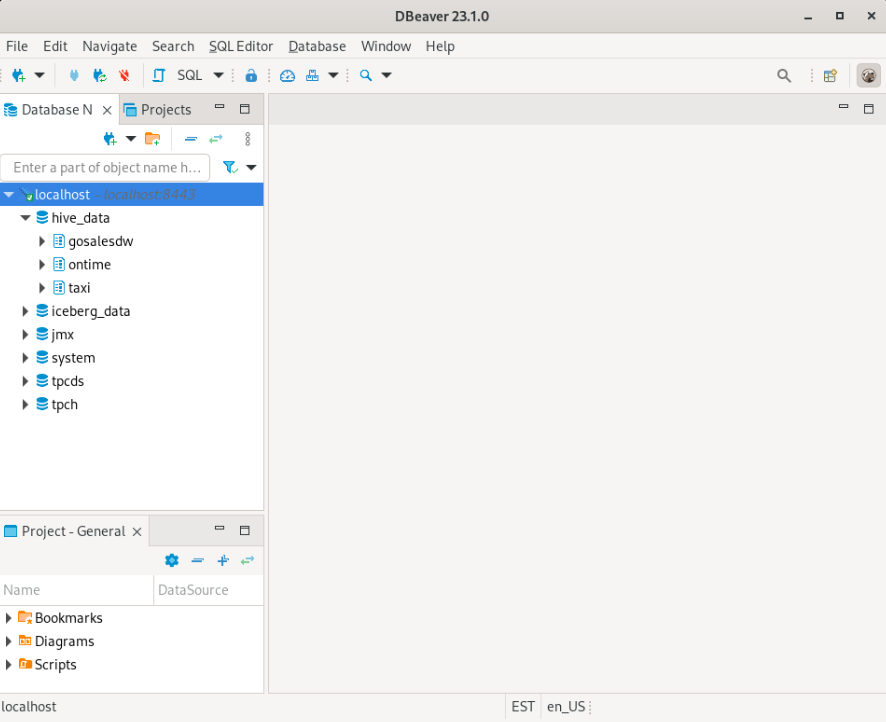 DBeaver 23.1.0
File Edit Navigate Search SQL Editor Database Window Help
SQL
Database N Projects
Enter a part of object name h...
localhost - localhost:8443
hive_data
gosalesdw
ontime
taxi
iceberg_data
jmx
system
tpcds
tpch
Project - General
Name DataSource
Bookmarks
Diagrams
Scripts
localhost EST en_US